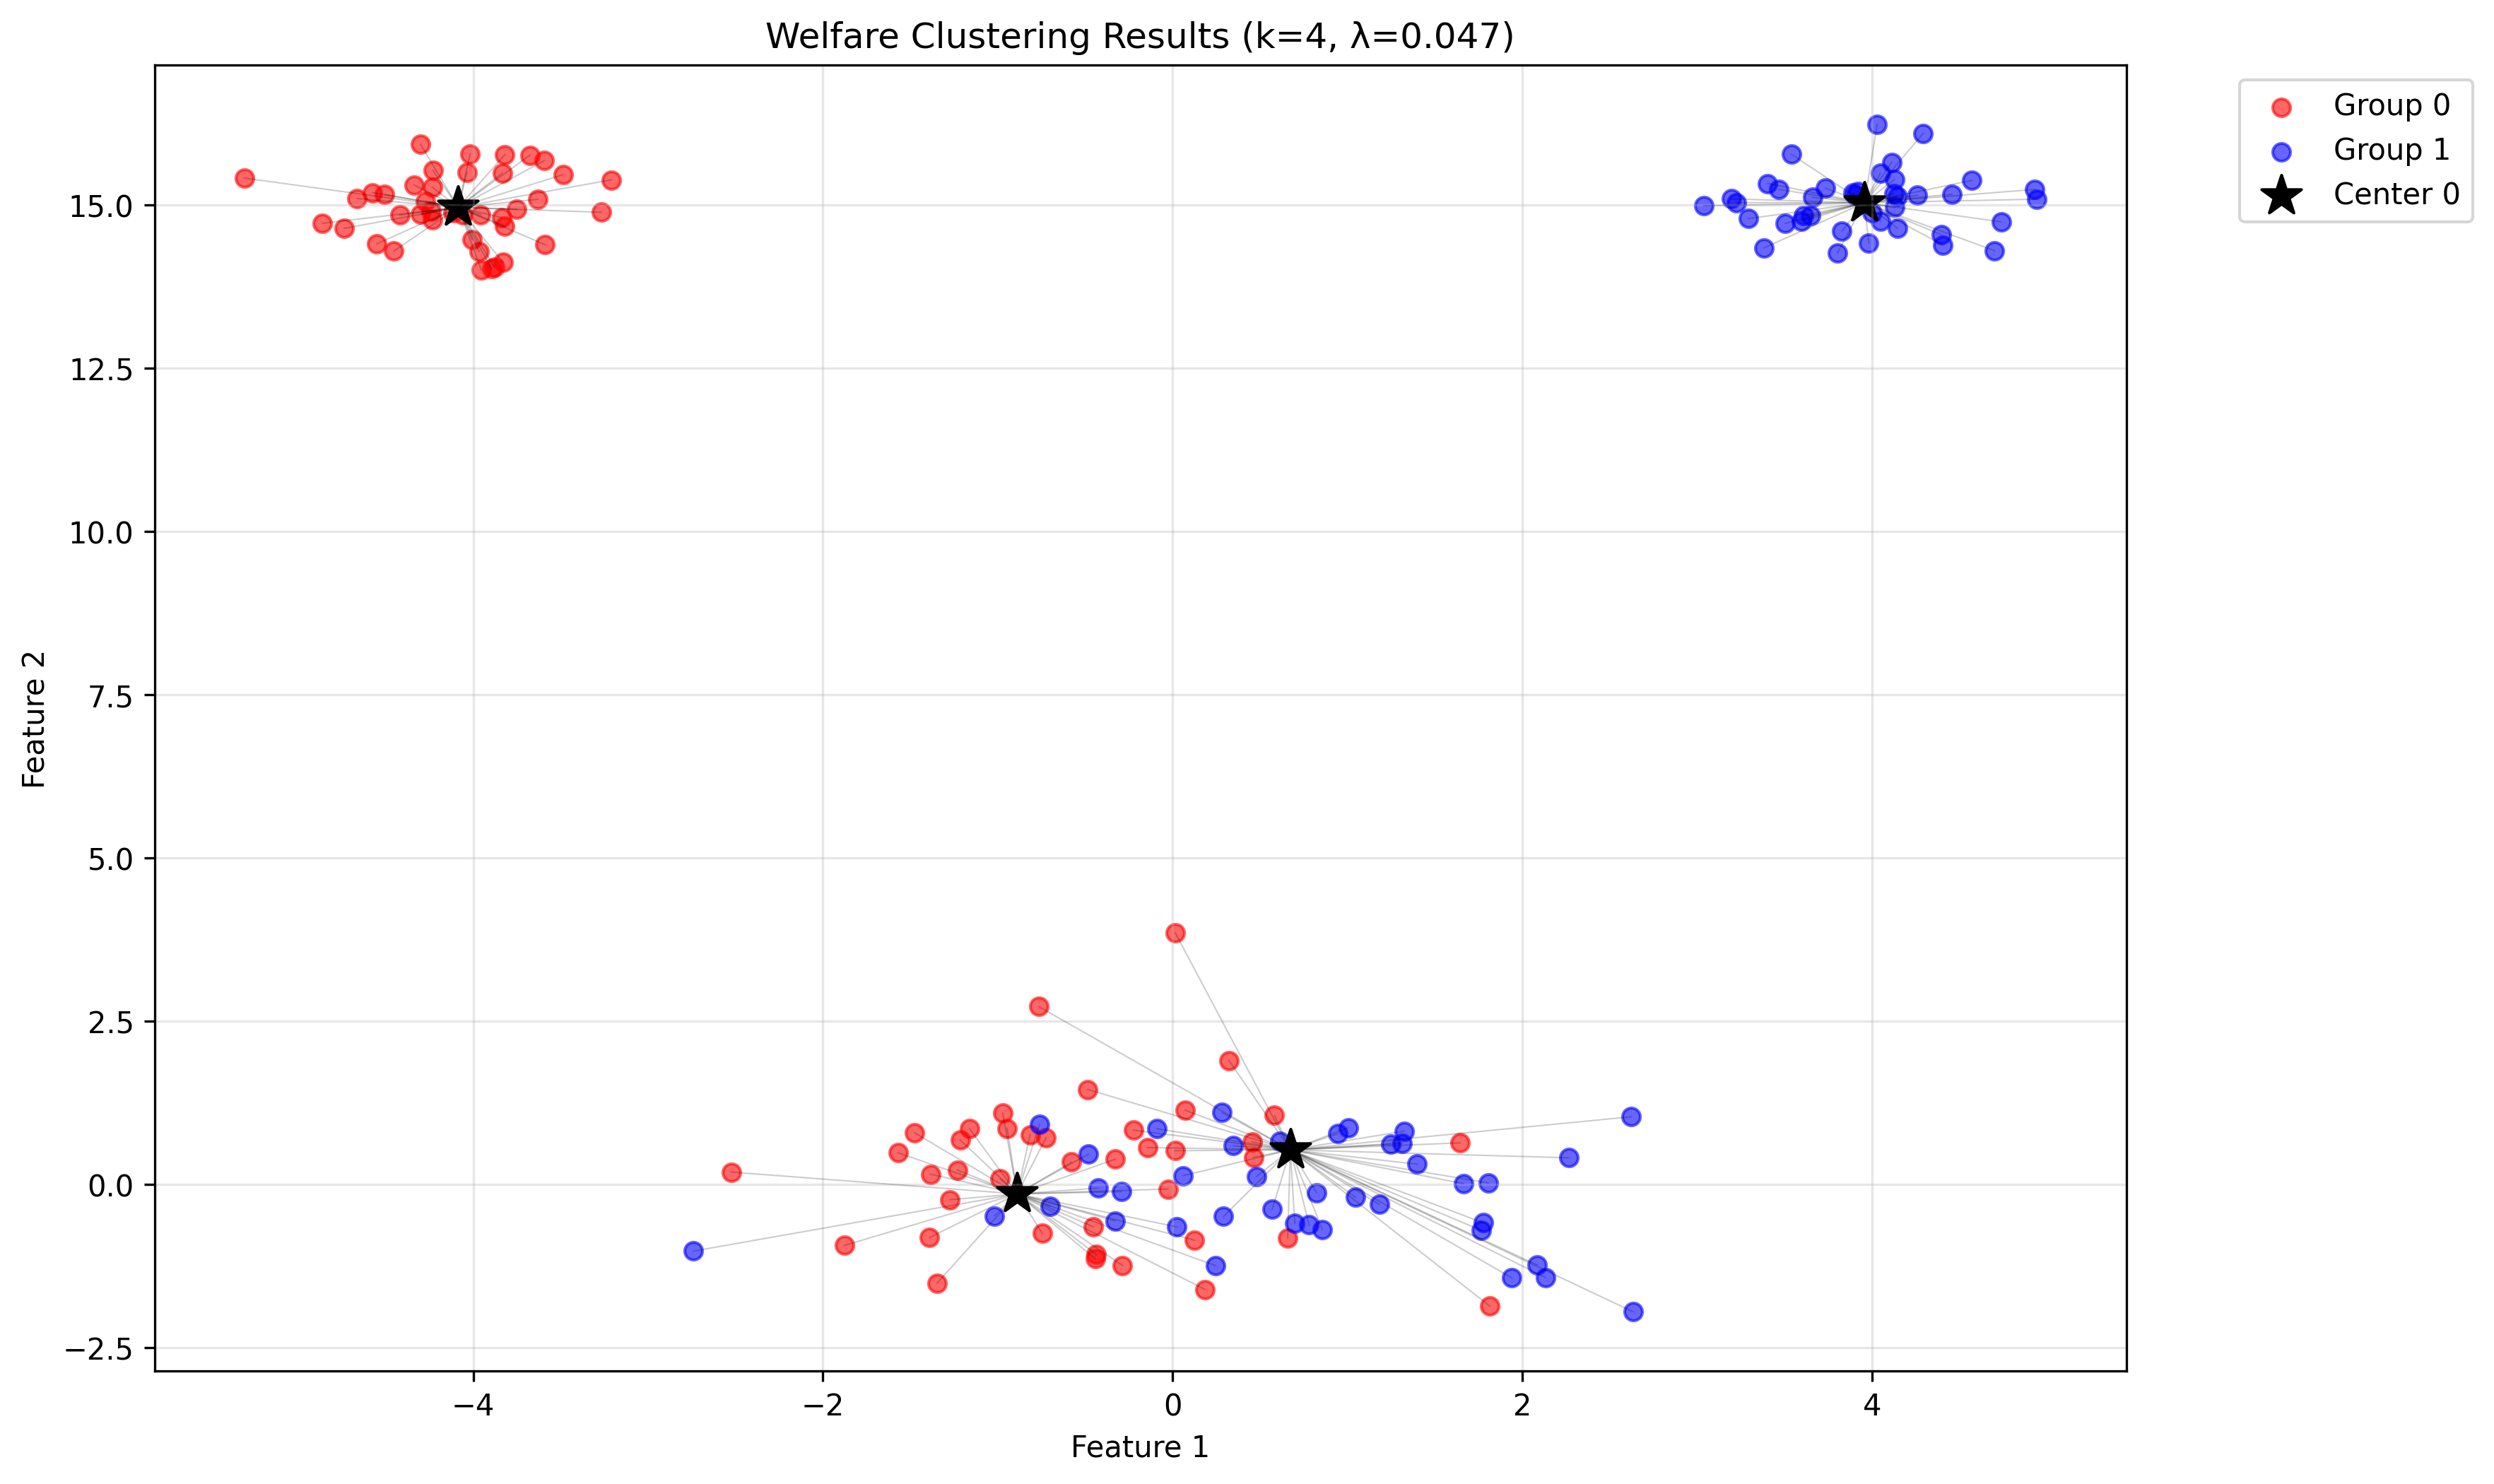 Welfare Clustering Results (k=4, λ=0.047)
Group 0
Group 1
Center 0
15.0
12.5
10.0
7.5
5.0
2.5
0.0
−2.5
Feature 2
−4
−2
0
2
4
Feature 1